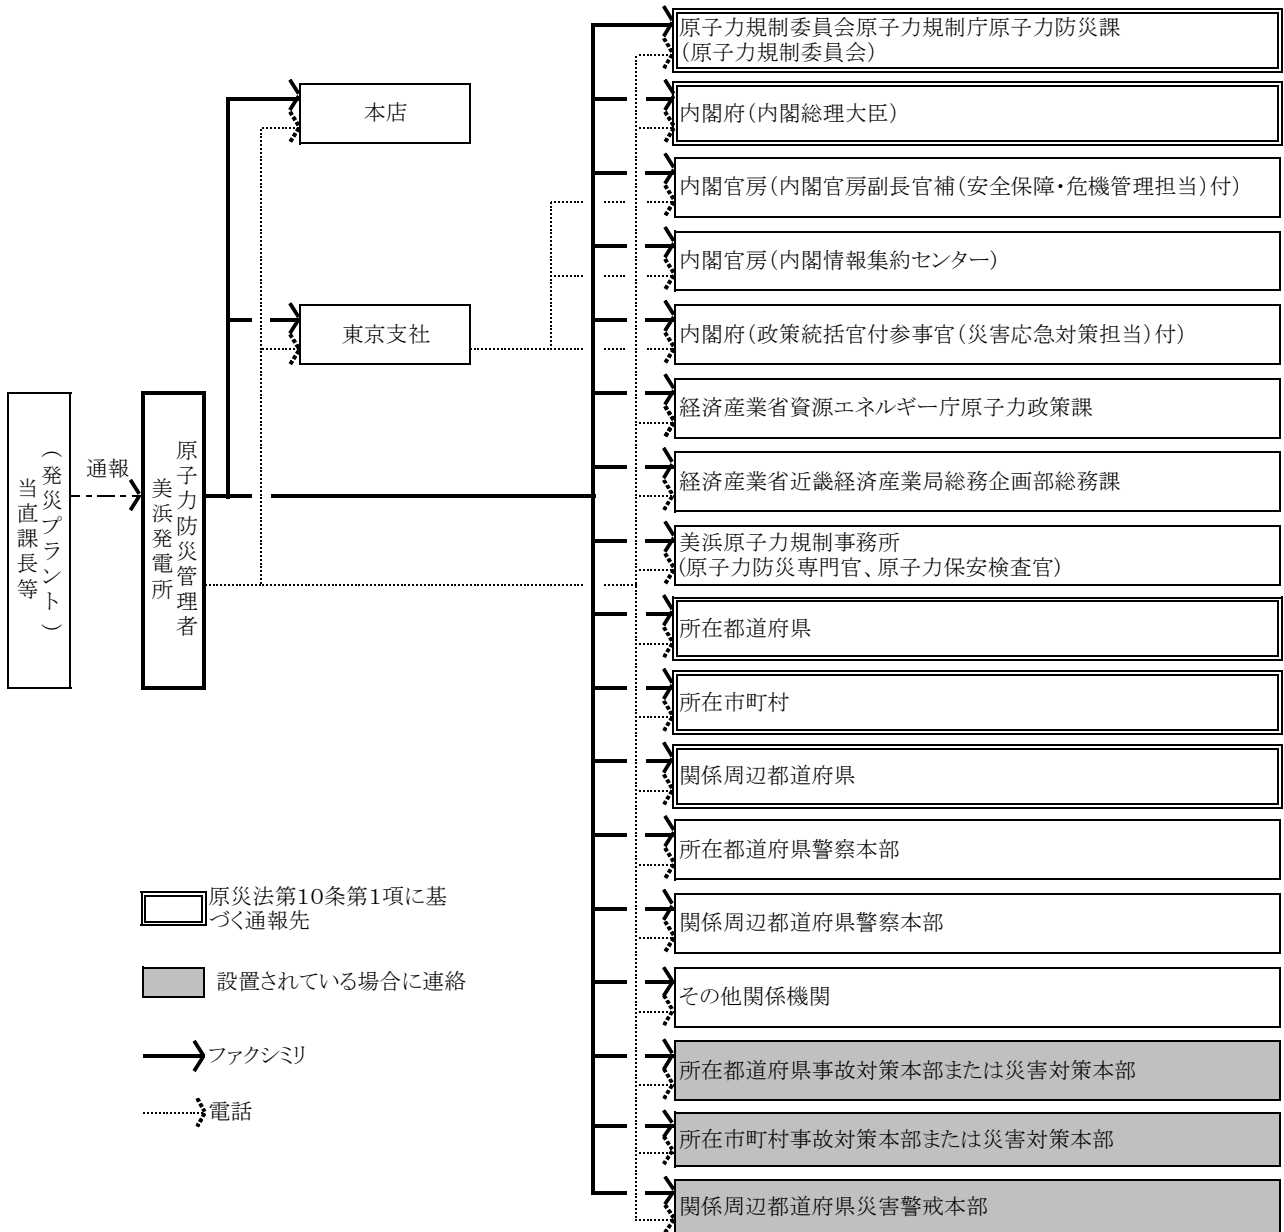 原子力規制委員会原子力規制庁原子力防災課
(原子力規制委員会)
本店
内閣府(内閣総理大臣)
内閣官房(内閣官房副長官補(安全保障・危機管理担当)付)
内閣官房(内閣情報集約センター)
東京支社
内閣府(政策統括官付参事官(災害応急対策担当)付)
経済産業省資源エネルギー庁原子力政策課
(発災プラント)
当直課長等
通報
原子力防災管理者
美浜発電所
経済産業省近畿経済産業局総務企画部総務課
美浜原子力規制事務所
(原子力防災専門官、原子力保安検査官)
所在都道府県
所在市町村
関係周辺都道府県
所在都道府県警察本部
関係周辺都道府県警察本部
その他関係機関
所在都道府県事故対策本部または災害対策本部
所在市町村事故対策本部または災害対策本部
関係周辺都道府県災害警戒本部
原災法第10条第1項に基
づく通報先
設置されている場合に連絡
ファクシミリ
電話